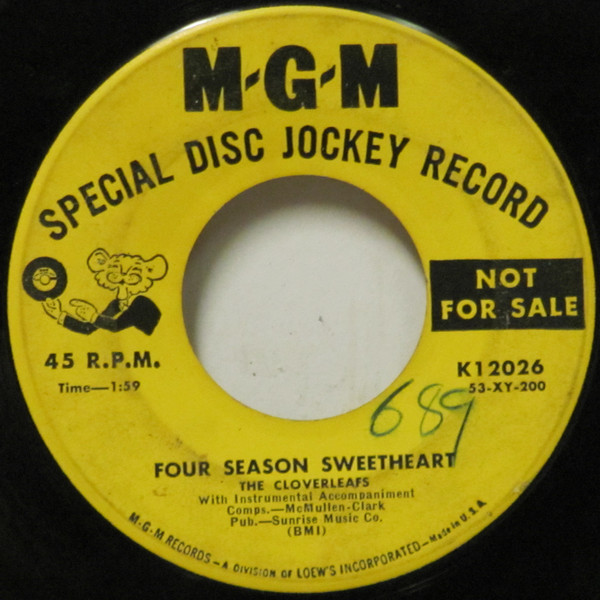 M-G-M
SPECIAL DISC JOCKEY RECORD
NOT
FOR SALE
45 R.P.M.
Time—1:59
K12026
53-XY-200
689
FOUR SEASON SWEETHEART
THE CLOVERLEAFS
With Instrumental Accompaniment
Comps.—McMullen-Clark
Pub.—Sunrise Music Co.
(BMI)
M-G-M RECORDS—A DIVISION OF LOEW'S INCORPORATED—Made in U.S.A.